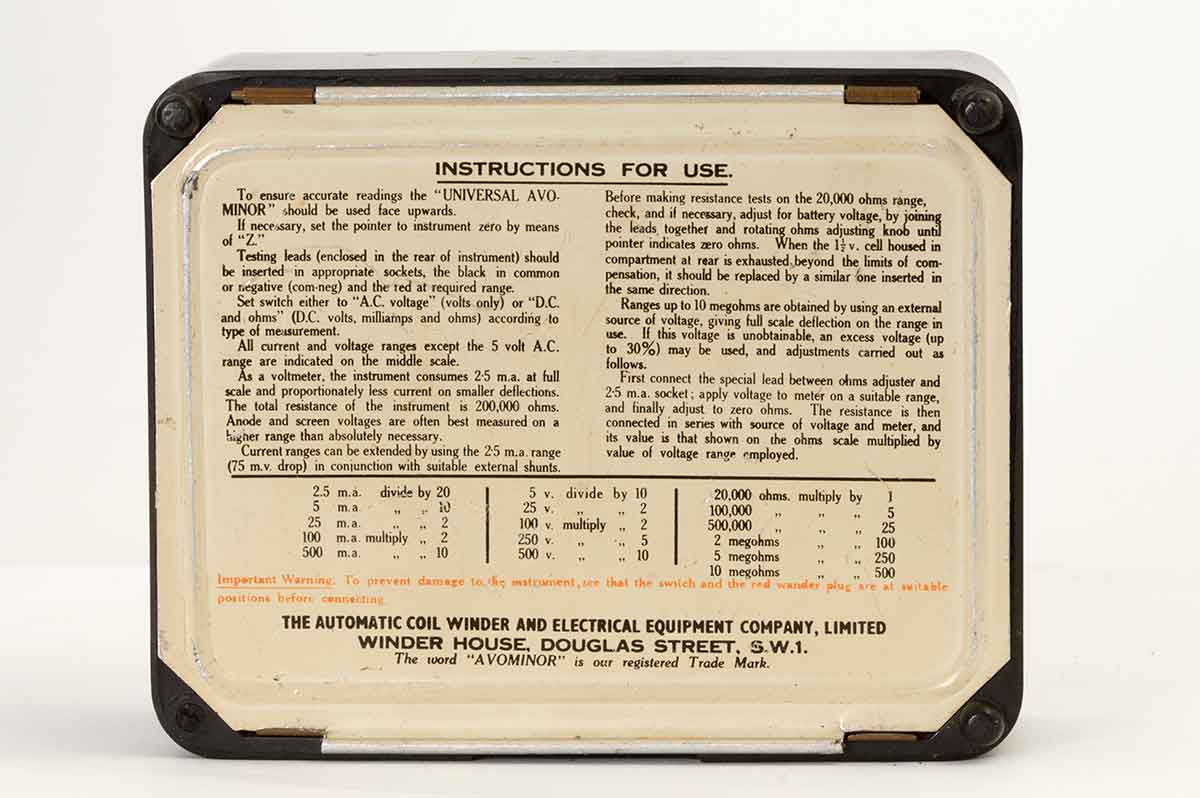 INSTRUCTIONS FOR USE.
To ensure accurate readings the "UNIVERSAL AVO-
MINOR" should be used face upwards.
If necessary, set the pointer to instrument zero by means
of "Z."
Testing leads (enclosed in the rear of instrument) should
be inserted in appropriate sockets, the black in common
or negative (com-neg) and the red at required range.
Set switch either to "A.C. voltage" (volts only) or "D.C.
and ohms" (D.C. volts, milliamps and ohms) according to
type of measurement.
All current and voltage ranges except the 5 volt A.C.
range are indicated on the middle scale.
As a voltmeter, the instrument consumes 2·5 m.a. at full
scale and proportionately less current on smaller deflections.
The total resistance of the instrument is 200,000 ohms.
Anode and screen voltages are often best measured on a
higher range than absolutely necessary.
Current ranges can be extended by using the 2·5 m.a. range
(75 m.v. drop) in conjunction with suitable external shunts.
Before making resistance tests on the 20,000 ohms range,
check, and if necessary, adjust for battery voltage, by joining
the leads together and rotating ohms adjusting knob until
pointer indicates zero ohms. When the 1½ v. cell housed in
compartment at rear is exhausted beyond the limits of com-
pensation, it should be replaced by a similar one inserted in
the same direction.
Ranges up to 10 megohms are obtained by using an external
source of voltage, giving full scale deflection on the range in
use. If this voltage is unobtainable, an excess voltage (up
to 30%) may be used, and adjustments carried out as
follows.
First connect the special lead between ohms adjuster and
2·5 m.a. socket; apply voltage to meter on a suitable range,
and finally adjust to zero ohms. The resistance is then
connected in series with source of voltage and meter, and
its value is that shown on the ohms scale multiplied by
value of voltage range employed.
2.5 m.a. divide by 20
5 m.a. „ „ 10
25 m.a. „ „ 2
100 m.a. multiply „ 2
500 m.a. „ „ 10
5 v. divide by 10
25 v. „ „ 2
100 v. multiply „ 2
250 v. „ „ 5
500 v. „ „ 10
20,000 ohms. multiply by 1
100,000 „ „ „ 5
500,000 „ „ „ 25
2 megohms „ „ 100
5 megohms „ „ 250
10 megohms „ „ 500
Important Warning. To prevent damage to the instrument, see that the switch and the red wander plug are at suitable
positions before connecting.
THE AUTOMATIC COIL WINDER AND ELECTRICAL EQUIPMENT COMPANY, LIMITED
WINDER HOUSE, DOUGLAS STREET, S.W.1.
The word "AVOMINOR" is our registered Trade Mark.